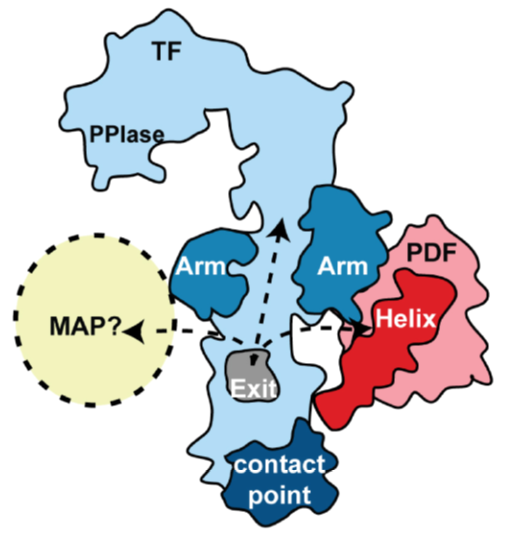 TF
PPIase
PDF
Arm
Arm
Helix
MAP?
Exit
contact
point